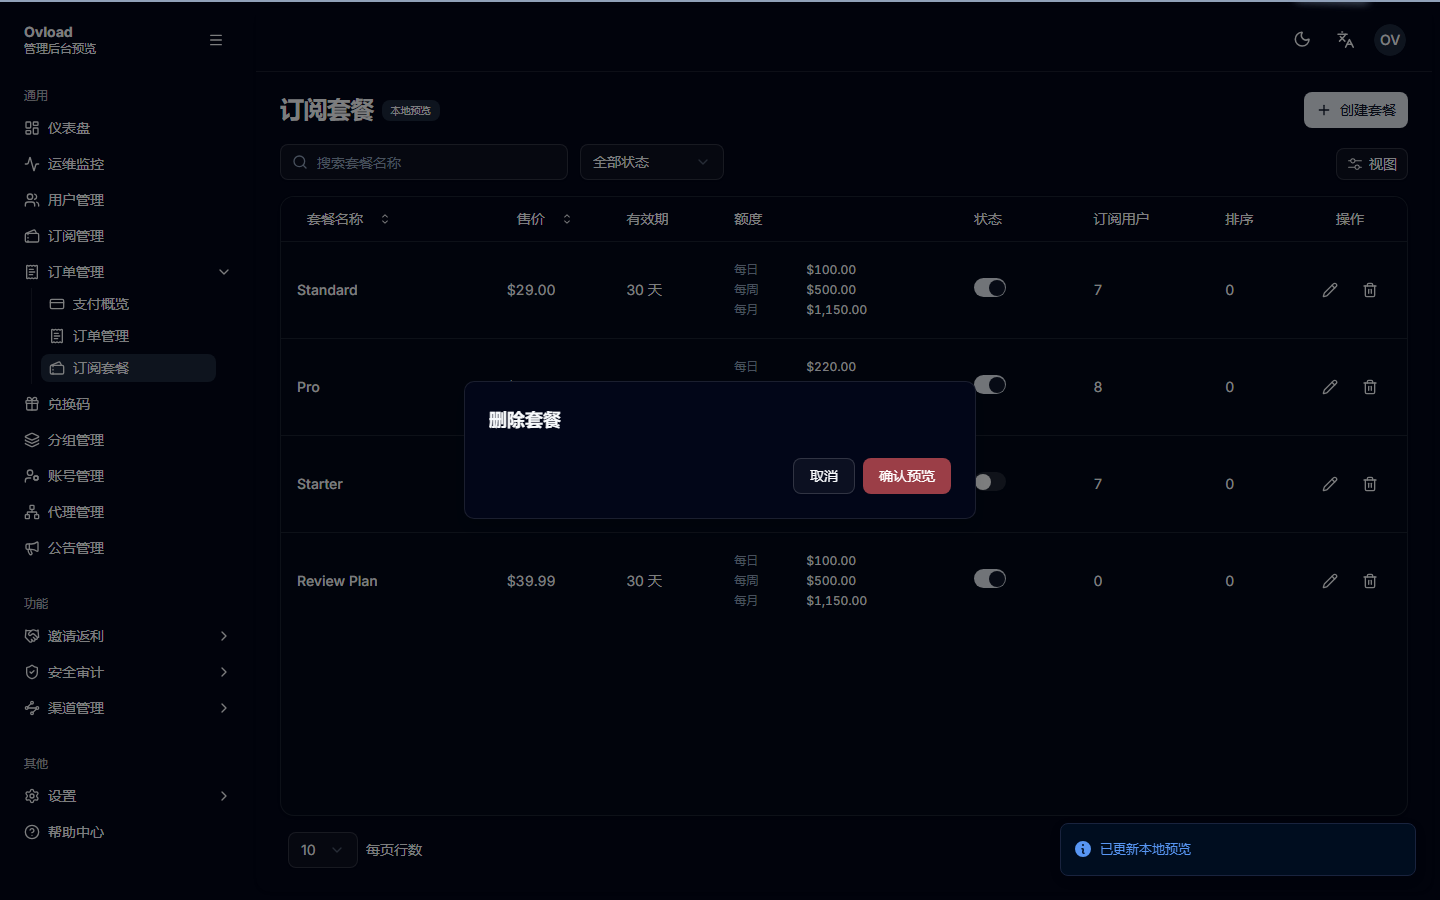 Ovload
管理后台预览
OV
通用
仪表盘
运维监控
用户管理
订阅管理
订单管理
支付概览
订单管理
订阅套餐
兑换码
分组管理
账号管理
代理管理
公告管理
功能
邀请返利
安全审计
渠道管理
其他
设置
帮助中心
订阅套餐 本地预览
创建套餐
搜索套餐名称
全部状态
视图
套餐名称 售价 有效期 额度 状态 订阅用户 排序 操作
Standard $29.00 30 天 7 0
每日 $100.00
每周 $500.00
每月 $1,150.00
Pro 8 0
每日 $220.00
Starter 7 0
删除套餐
取消 确认预览
Review Plan $39.99 30 天 0 0
每日 $100.00
每周 $500.00
每月 $1,150.00
10 每页行数
已更新本地预览